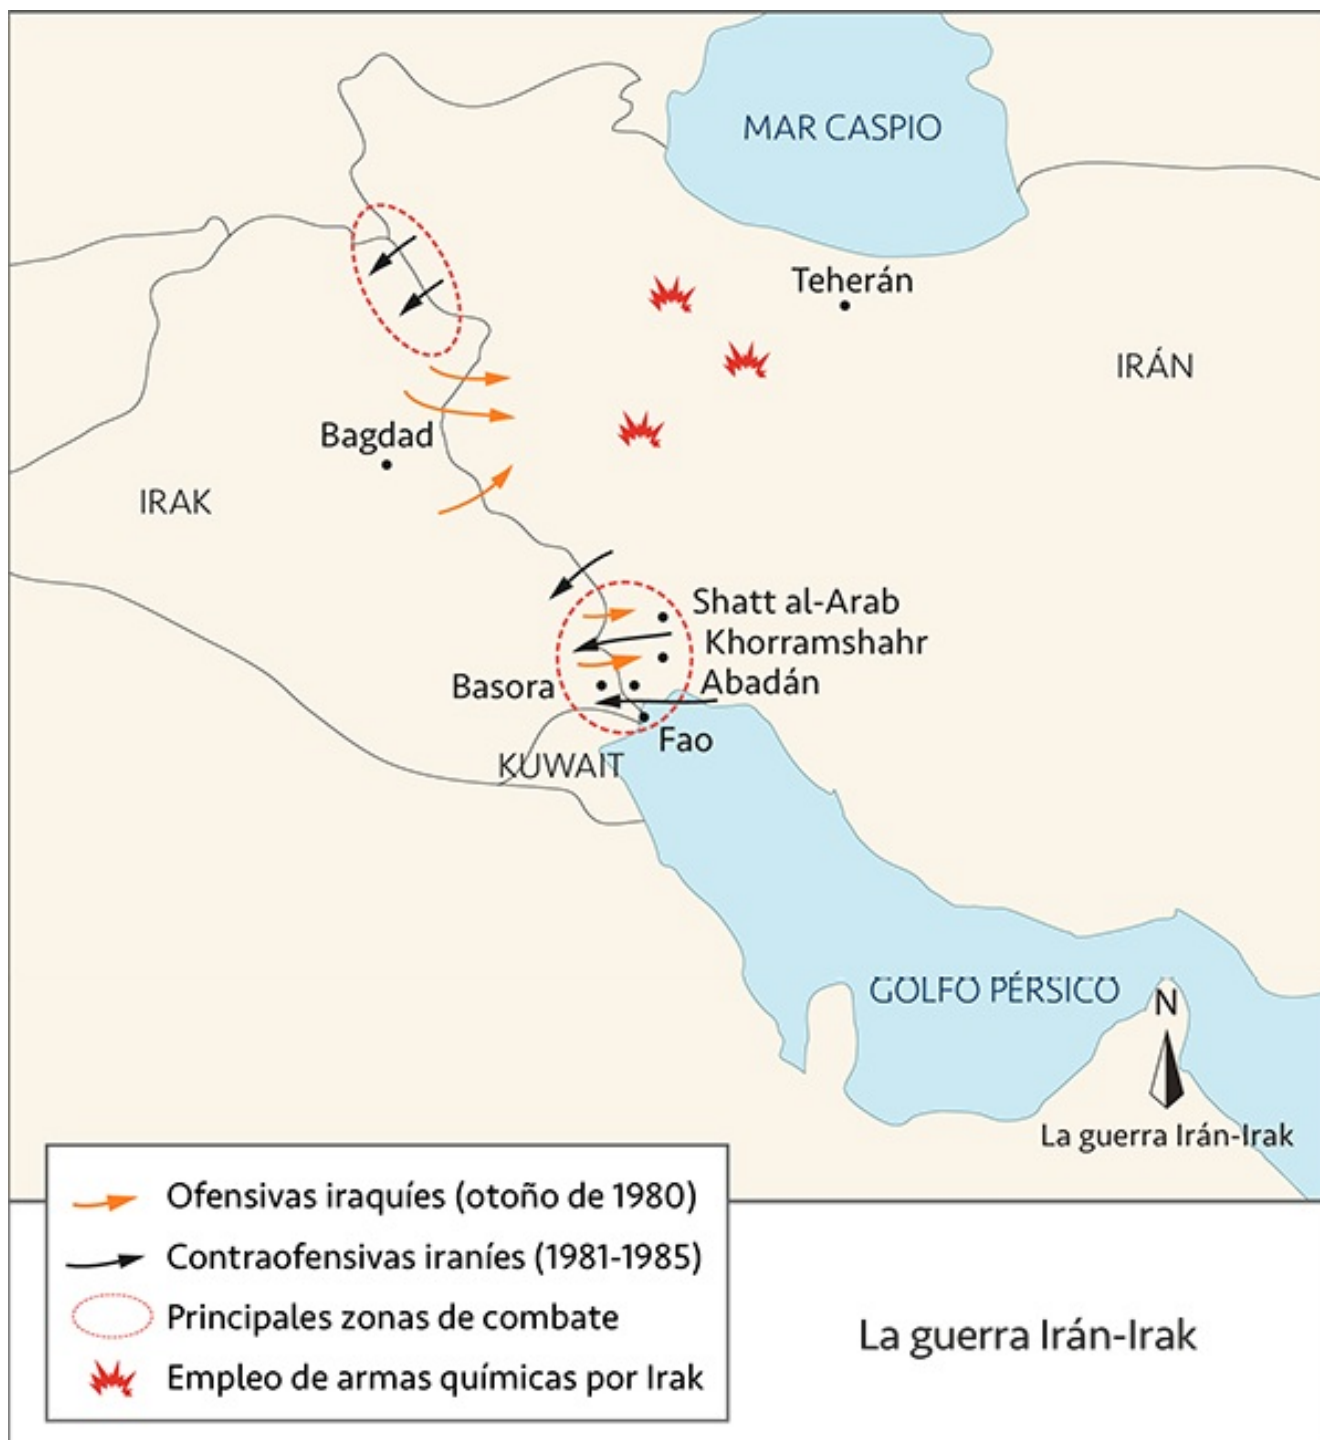 MAR CASPIO
Teherán
IRÁN
Bagdad
IRAK
Shatt al-Arab
Khorramshahr
Basora
Abadán
Fao
KUWAIT
GOLFO PÉRSICO
N
La guerra Irán-Irak
Ofensivas iraquíes (otoño de 1980)
Contraofensivas iraníes (1981-1985)
Principales zonas de combate
Empleo de armas químicas por Irak
La guerra Irán-Irak